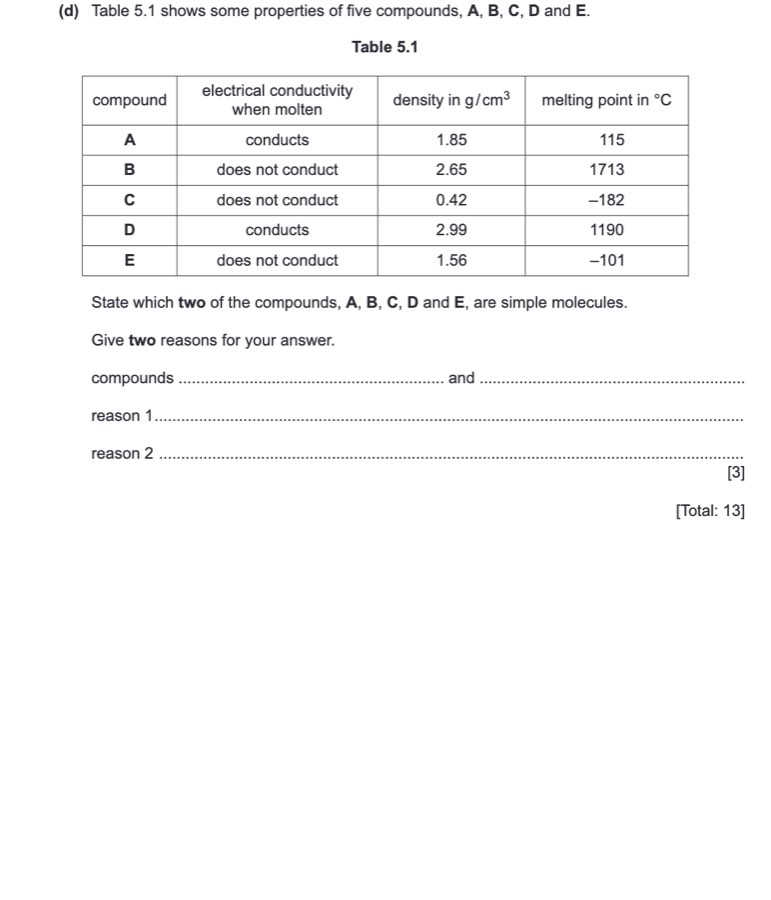 (d) Table 5.1 shows some properties of five compounds, A, B, C, D and E.
Table 5.1
compound electrical conductivity when molten density in g/cm³ melting point in °C
A conducts 1.85 115
B does not conduct 2.65 1713
C does not conduct 0.42 –182
D conducts 2.99 1190
E does not conduct 1.56 –101
State which two of the compounds, A, B, C, D and E, are simple molecules.
Give two reasons for your answer.
compounds ............................................................ and ............................................................
reason 1....................................................................................................................................
reason 2 ...................................................................................................................................
[3]
[Total: 13]